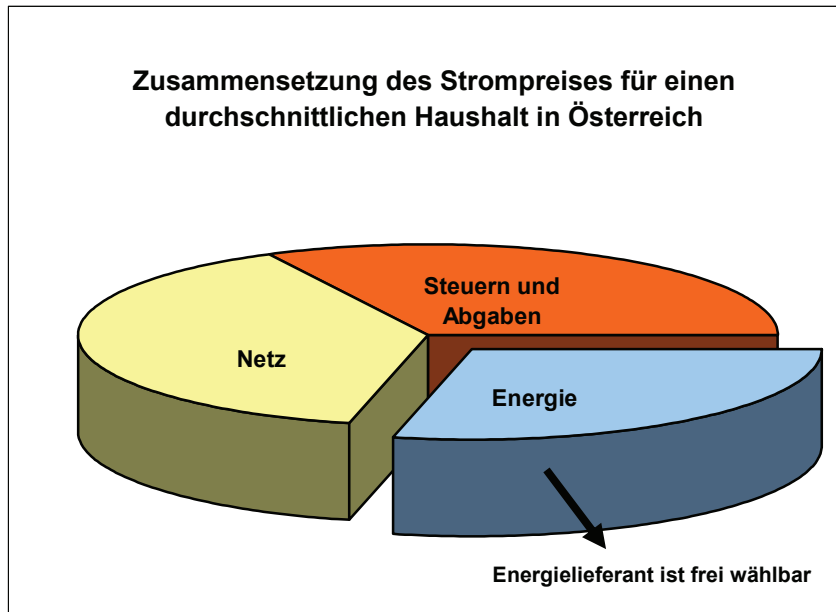 Zusammensetzung des Strompreises für einen
durchschnittlichen Haushalt in Österreich
Steuern und
Abgaben
Netz
Energie
Energielieferant ist frei wählbar